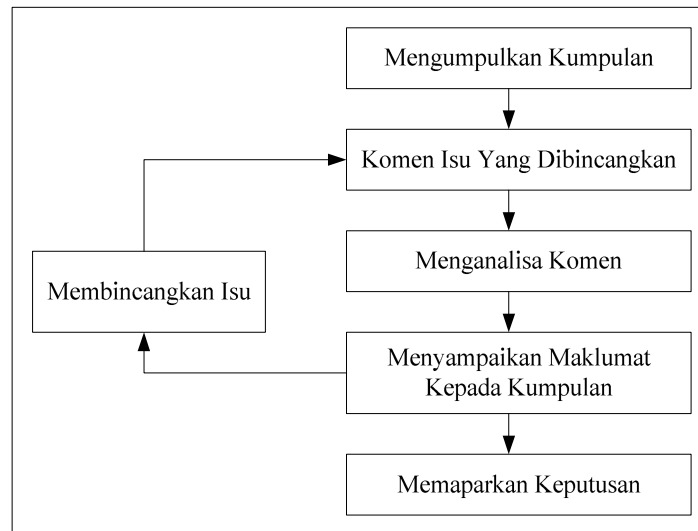 Mengumpulkan Kumpulan
Komen Isu Yang Dibincangkan
Menganalisa Komen
Membincangkan Isu
Menyampaikan Maklumat
Kepada Kumpulan
Memaparkan Keputusan